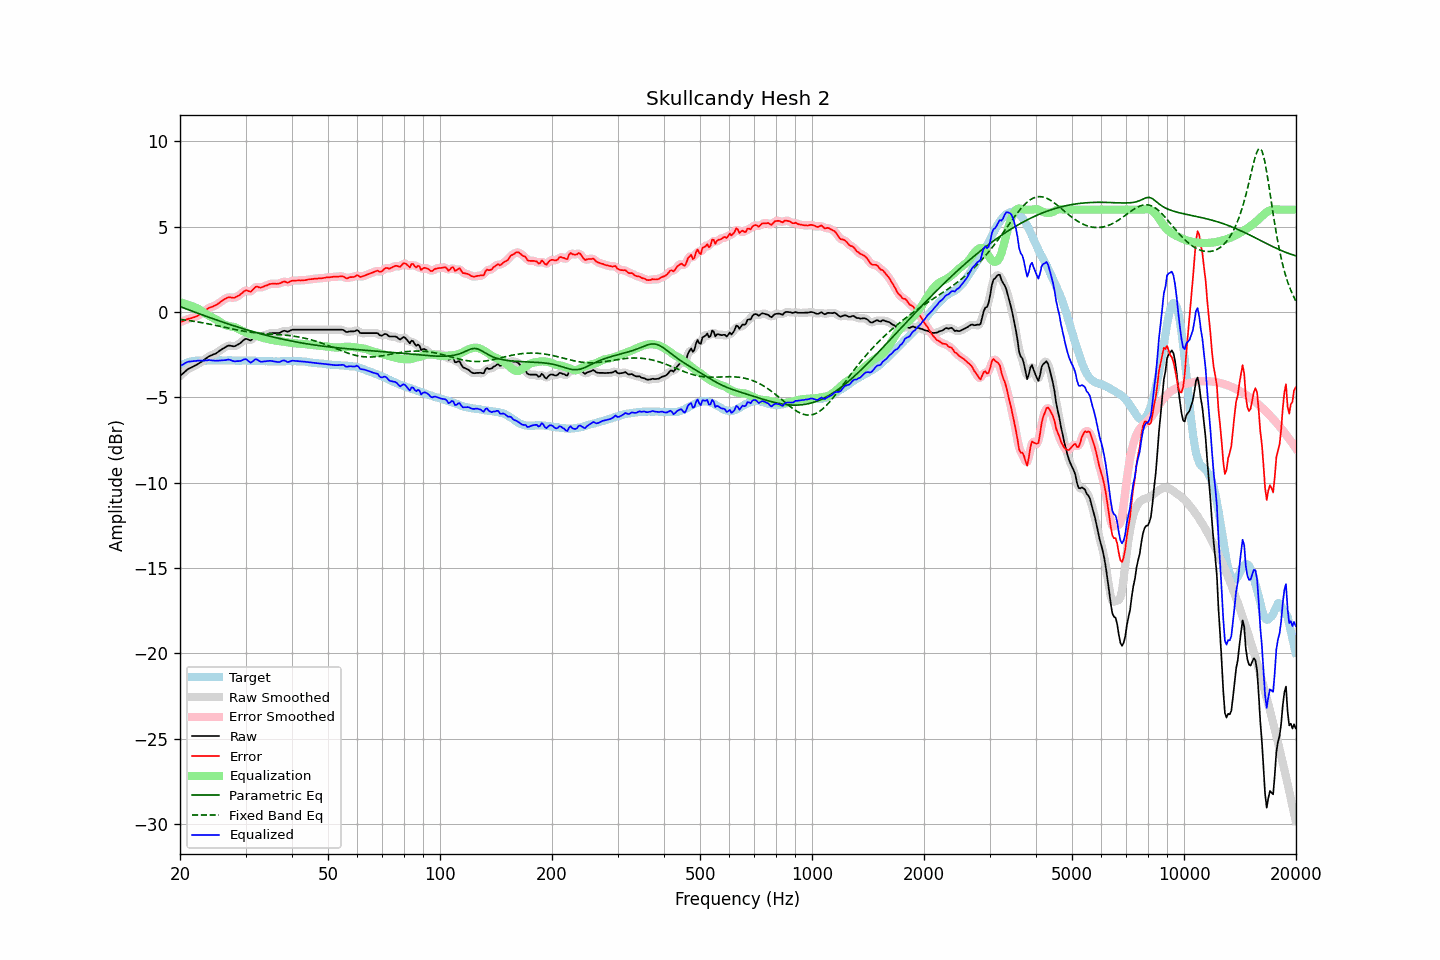 Skullcandy Hesh 2
Amplitude (dBr)
10
5
0
−5
−10
−15
−20
−25
−30
Target
Raw Smoothed
Error Smoothed
Raw
Error
Equalization
Parametric Eq
Fixed Band Eq
Equalized
20 50 100 200 500 1000 2000 5000 10000 20000
Frequency (Hz)